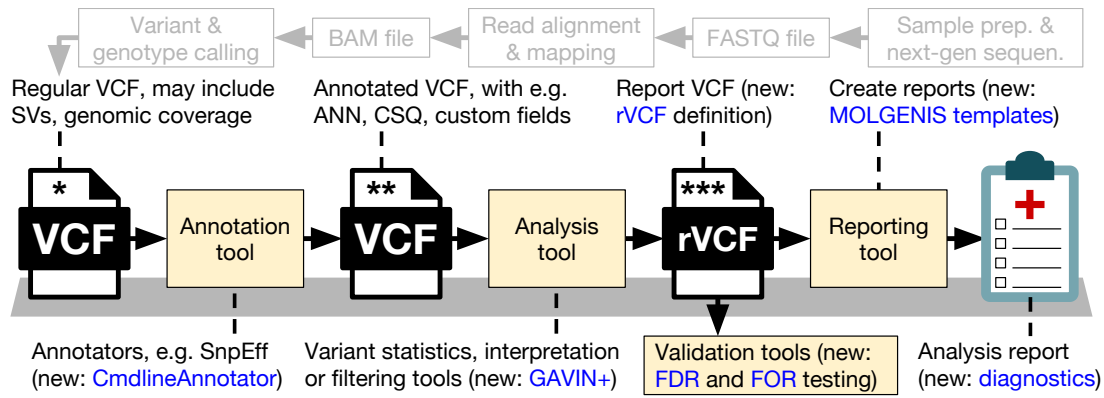 Variant &
genotype calling
BAM file
Read alignment
& mapping
FASTQ file
Sample prep. &
next-gen sequen.
Regular VCF, may include
SVs, genomic coverage
Annotated VCF, with e.g.
ANN, CSQ, custom fields
Report VCF (new:
rVCF definition)
Create reports (new:
MOLGENIS templates)
*
VCF
Annotation
tool
**
VCF
Analysis
tool
***
rVCF
Reporting
tool
Annotators, e.g. SnpEff
(new: CmdlineAnnotator)
Variant statistics, interpretation
or filtering tools (new: GAVIN+)
Validation tools (new:
FDR and FOR testing)
Analysis report
(new: diagnostics)